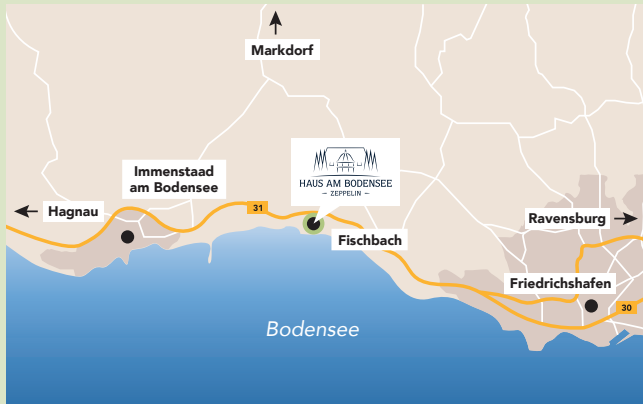 Markdorf
HAUS AM BODENSEE
– ZEPPELIN –
Immenstaad
am Bodensee
Hagnau
31
Fischbach
Ravensburg
Friedrichshafen
30
Bodensee